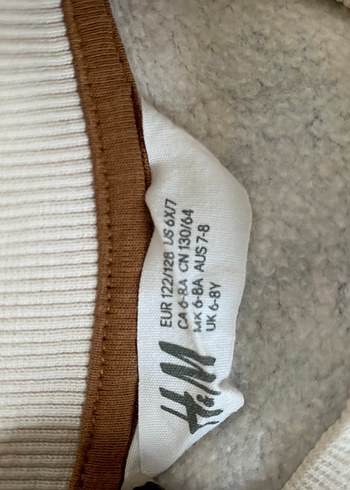 H&M
EUR 122/128 US 6X/7
CA 6-8A CN 130/64
MX 6-8A AUS 7-8
UK 6-8Y